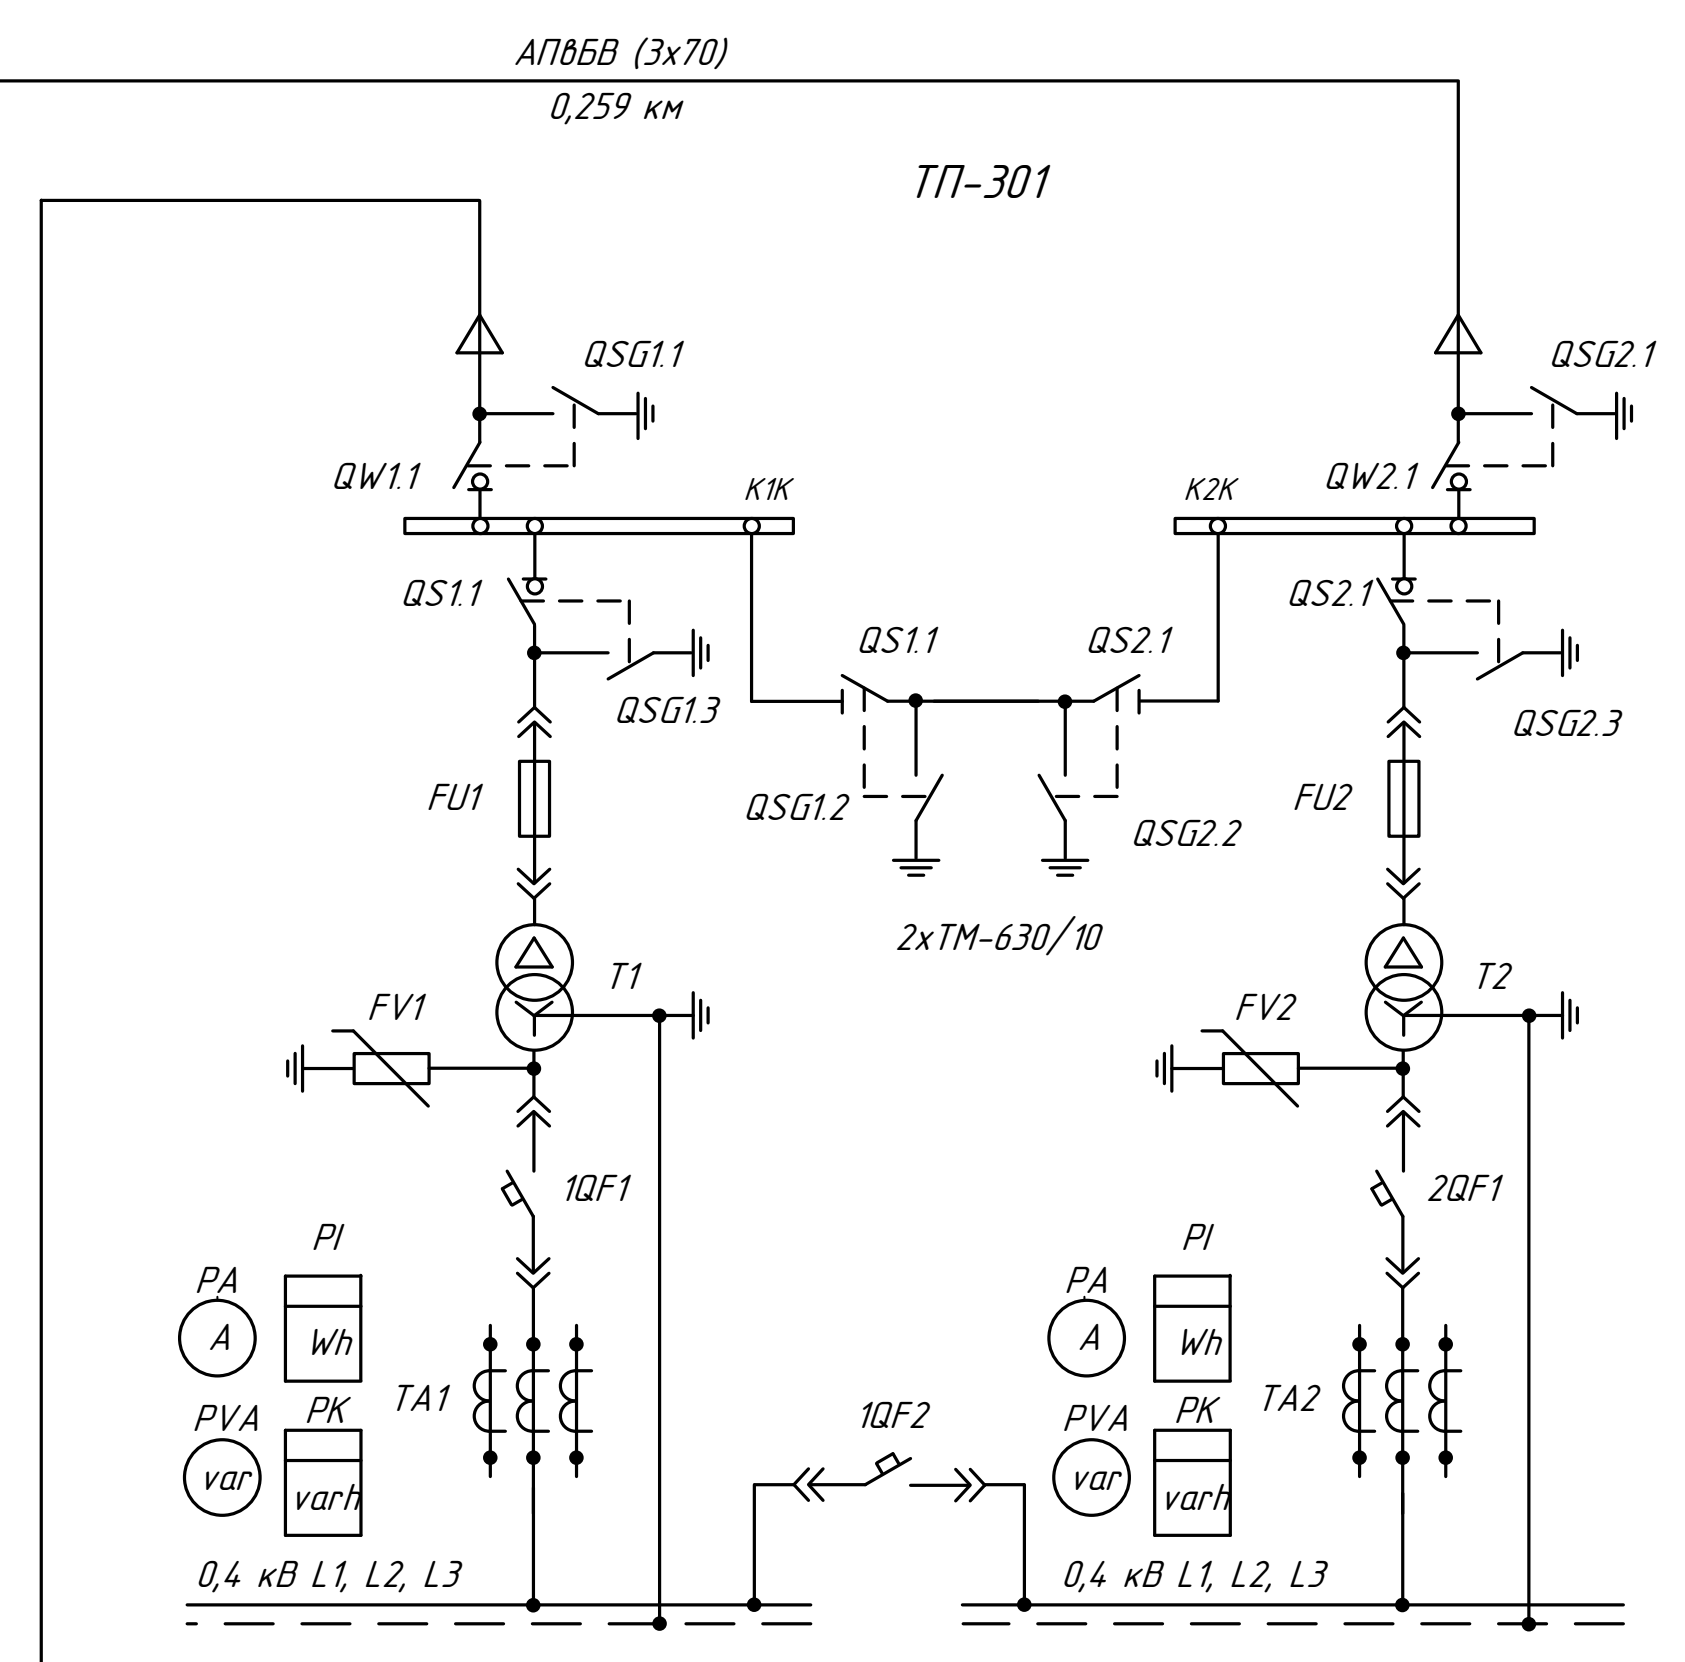 АПвБВ (3х70)
0,259 км
ТП-301
QSG1.1
QSG2.1
QW1.1
K1K
K2K
QW2.1
QS1.1
QS2.1
QS1.1
QS2.1
QSG1.3
QSG2.3
FU1
QSG1.2
QSG2.2
FU2
2хТМ-630/10
T1
T2
FV1
FV2
1QF1
2QF1
PI
PI
PA
PA
A
Wh
A
Wh
TA1
TA2
PVA
PK
1QF2
PVA
PK
var
varh
var
varh
0,4 кВ L1, L2, L3
0,4 кВ L1, L2, L3